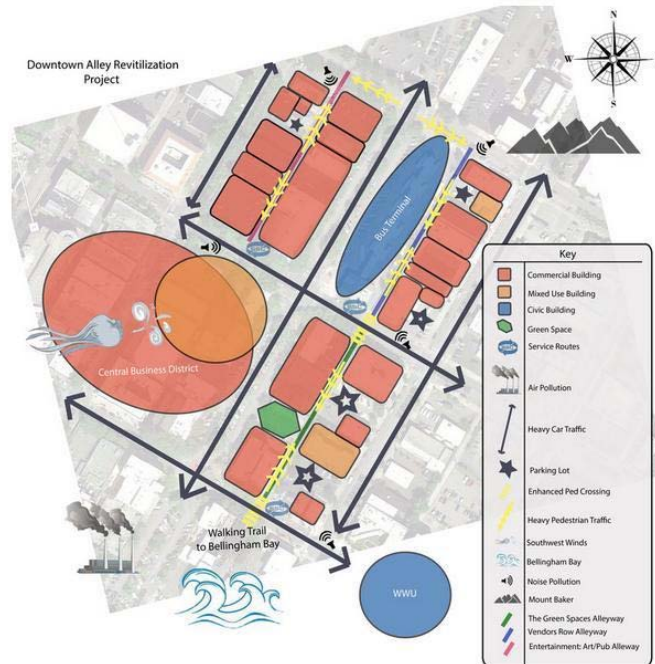 N
W
S
Downtown Alley Revitilization
Project
Bus Terminal
Central Business District
Walking Trail
to Bellingham Bay
WWU
Key
Commercial Building
Mixed Use Building
Civic Building
Green Space
Service Routes
Air Pollution
Heavy Car Traffic
Parking Lot
Enhanced Ped Crossing
Heavy Pedestrian Traffic
Southwest Winds
Bellingham Bay
Noise Pollution
Mount Baker
The Green Spaces Alleyway
Vendors Row Alleyway
Entertainment: Art/Pub Alleway